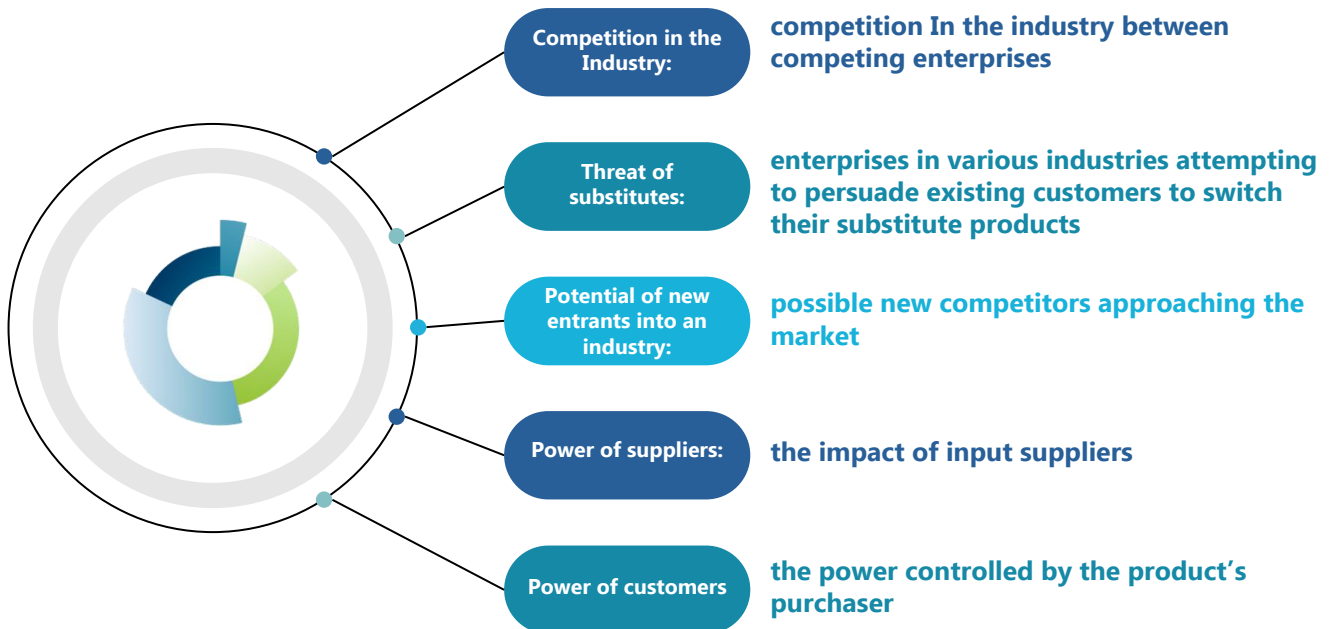 Competition in the
Industry:
competition In the industry between
competing enterprises
Threat of
substitutes:
enterprises in various industries attempting
to persuade existing customers to switch
their substitute products
Potential of new
entrants into an
industry:
possible new competitors approaching the
market
Power of suppliers:
the impact of input suppliers
Power of customers
the power controlled by the product’s
purchaser